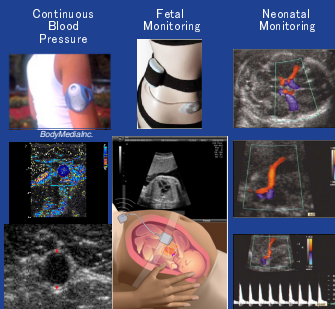 Continuous
Blood
Pressure
Fetal
Monitoring
Neonatal
Monitoring
BodyMediaInc.